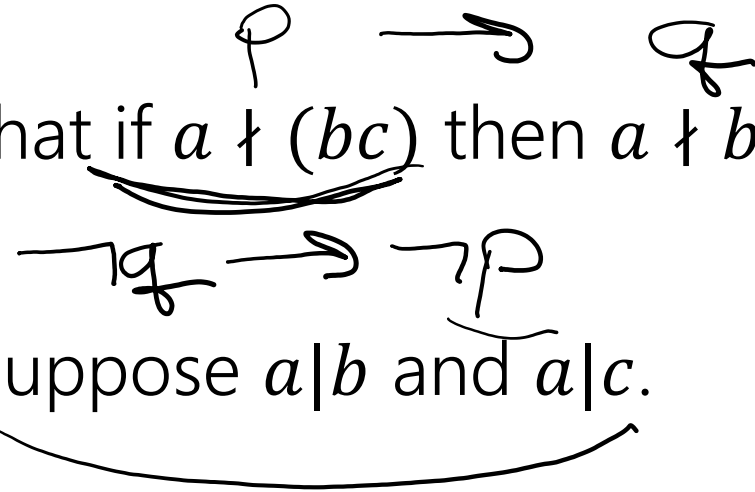 p → q
hat if a ∤ (bc) then a ∤ b
¬q → ¬p
uppose a|b and a|c.